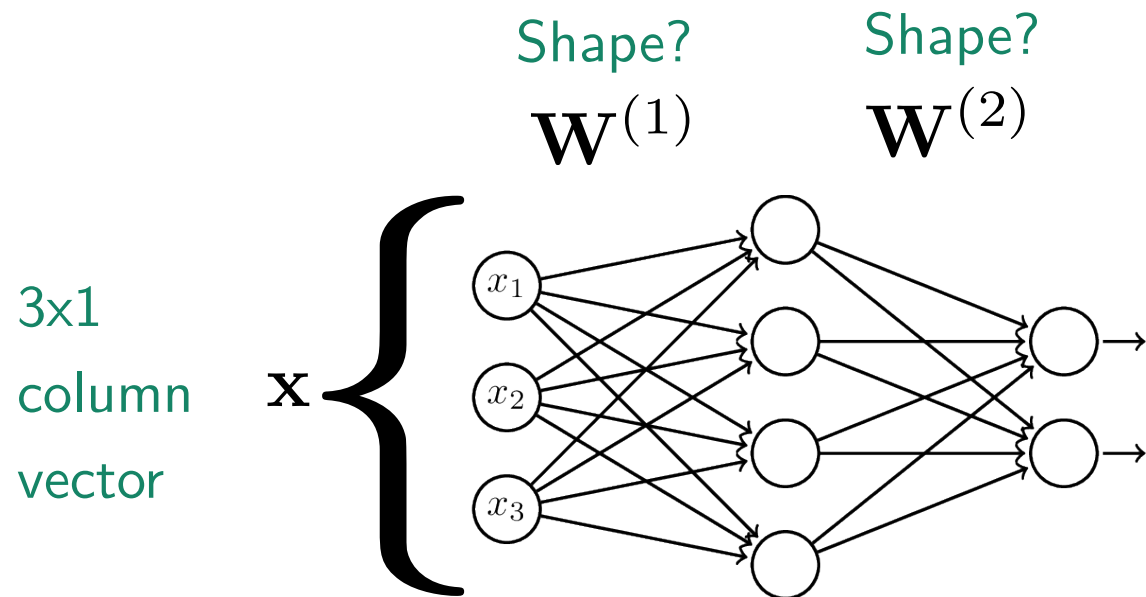 Shape?
Shape?
W^(1)
W^(2)
3x1
column
vector
x
x₁
x₂
x₃